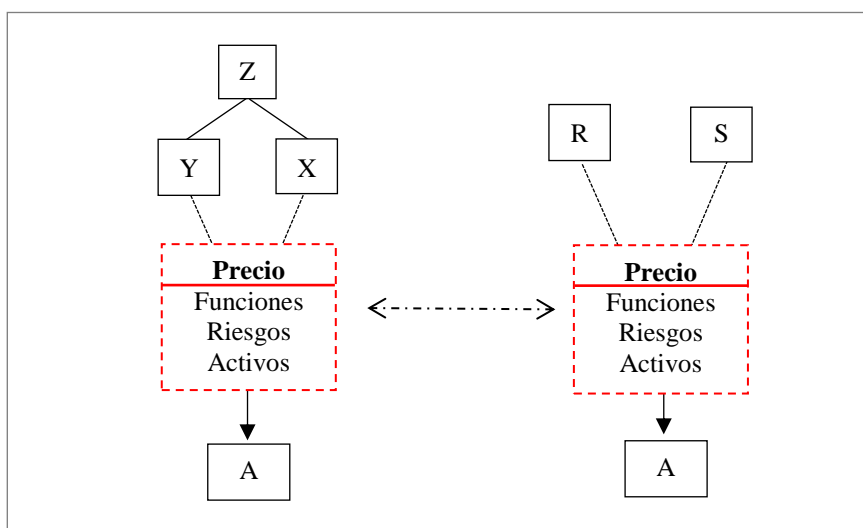 Z
Y
X
Precio
Funciones
Riesgos
Activos
A
R
S
Precio
Funciones
Riesgos
Activos
A